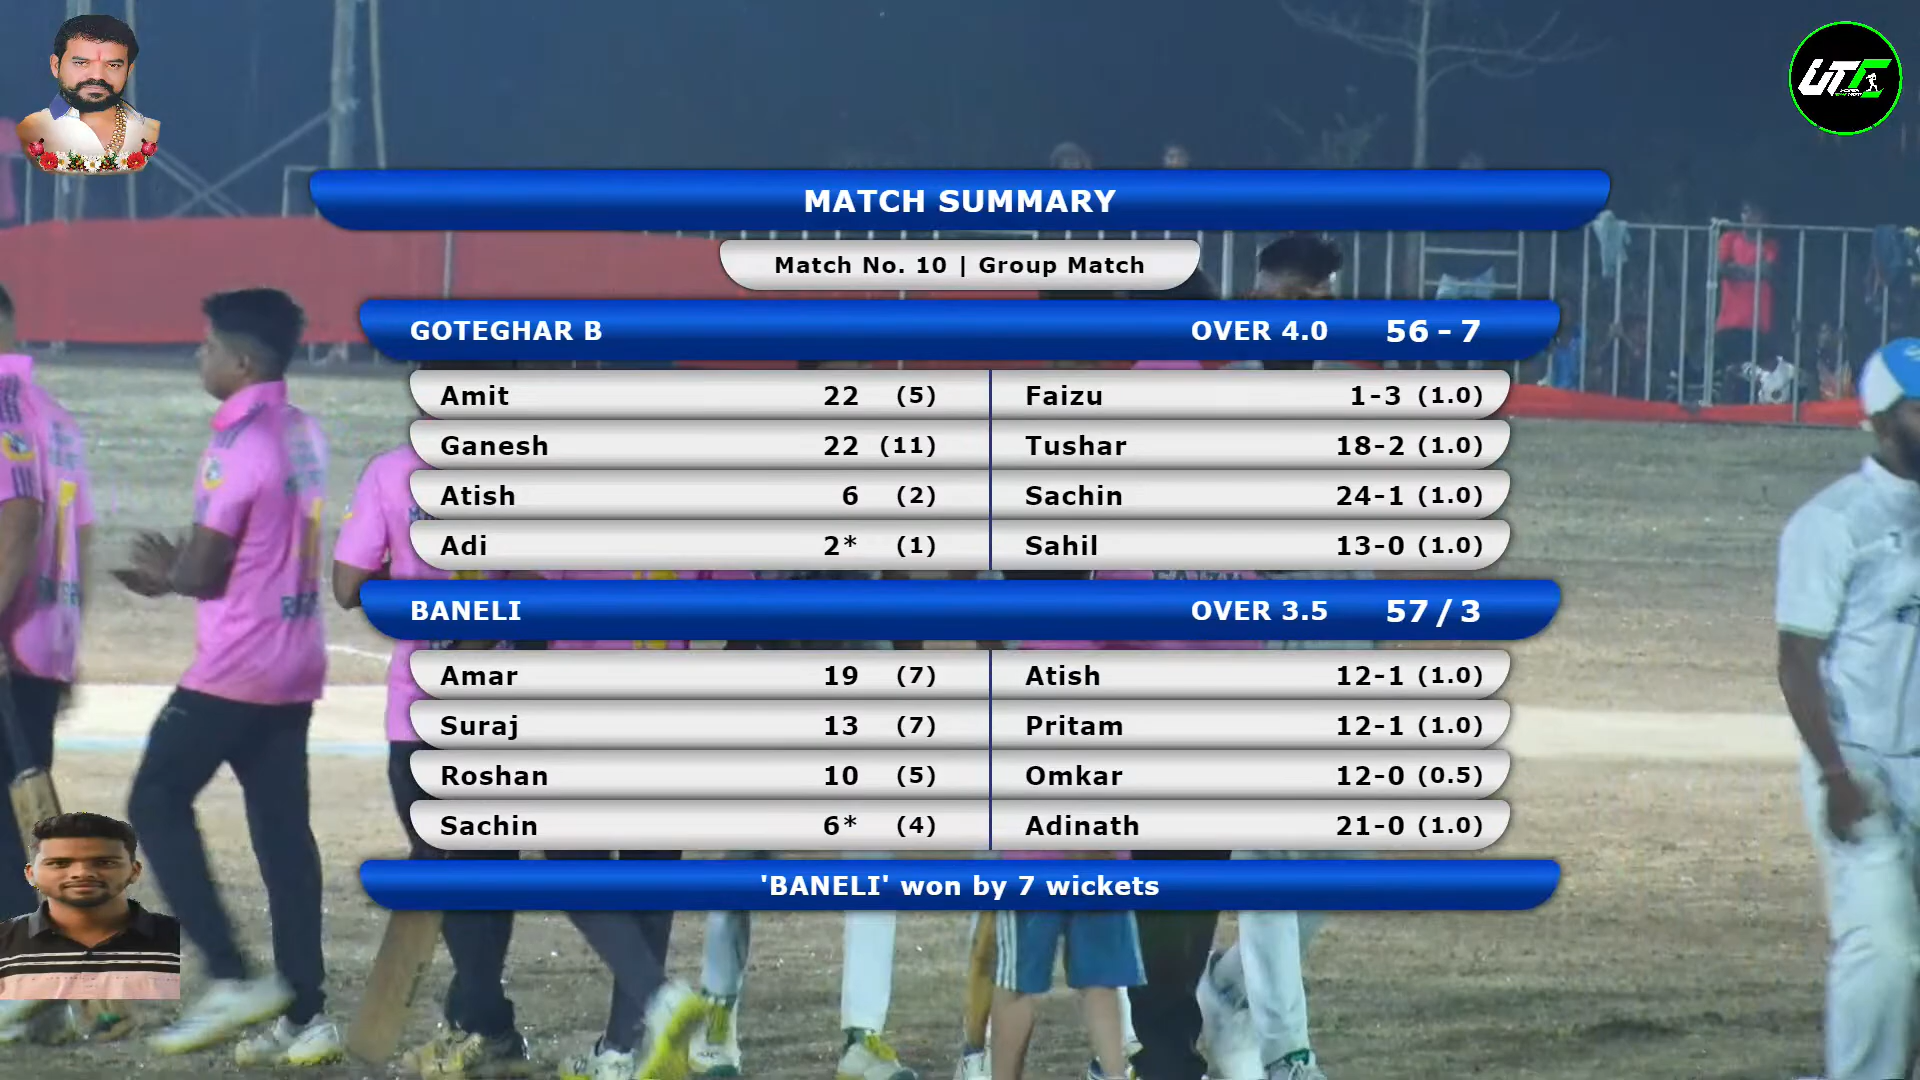 UTS
MATCH SUMMARY
Match No. 10 | Group Match
GOTEGHAR B OVER 4.0 56 - 7
Amit 22 (5) Faizu 1-3 (1.0)
Ganesh 22 (11) Tushar 18-2 (1.0)
Atish 6 (2) Sachin 24-1 (1.0)
Adi 2* (1) Sahil 13-0 (1.0)
BANELI OVER 3.5 57 / 3
Amar 19 (7) Atish 12-1 (1.0)
Suraj 13 (7) Pritam 12-1 (1.0)
Roshan 10 (5) Omkar 12-0 (0.5)
Sachin 6* (4) Adinath 21-0 (1.0)
'BANELI' won by 7 wickets